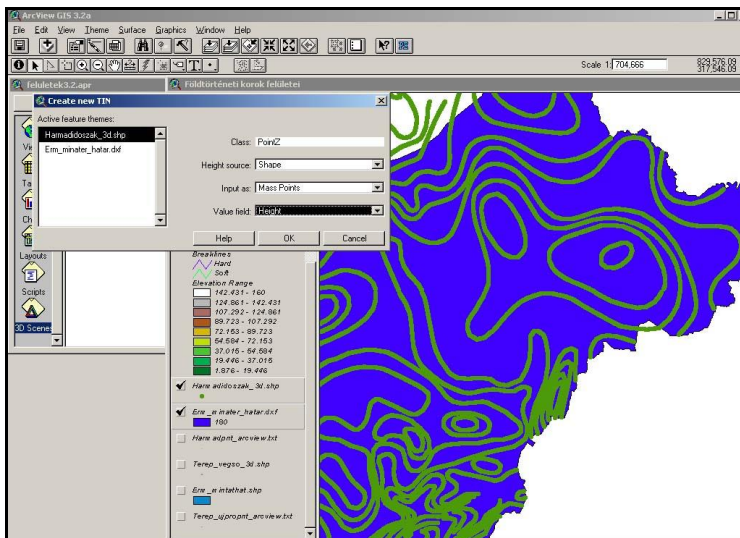 ArcView GIS 3.2a
File Edit View Theme Surface Graphics Window Help
Scale 1: 704,666
829,576.09
317,546.09
feluletek3.2.apr
Földtörténeti korok felületei
Create new TIN
Active feature themes:
Harmadidoszak_3d.shp
Erm_minater_hatar.dxf
Class: PointZ
Height source: Shape
Input as: Mass Points
Value field: Height
Help OK Cancel
Layouts
Scripts
3D Scenes
Breaklines
Hard
Soft
Elevation Range
142.431 - 160
124.861 - 142.431
107.292 - 124.861
89.723 - 107.292
72.153 - 89.723
54.584 - 72.153
37.015 - 54.584
19.446 - 37.015
1.876 - 19.446
Harmadidoszak_3d.shp
Erm_minater_hatar.dxf
180
Harmadpnt_arcview.txt
Terep_vegso_3d.shp
Erm_mintathat.shp
Terep_ujpropnt_arcview.txt